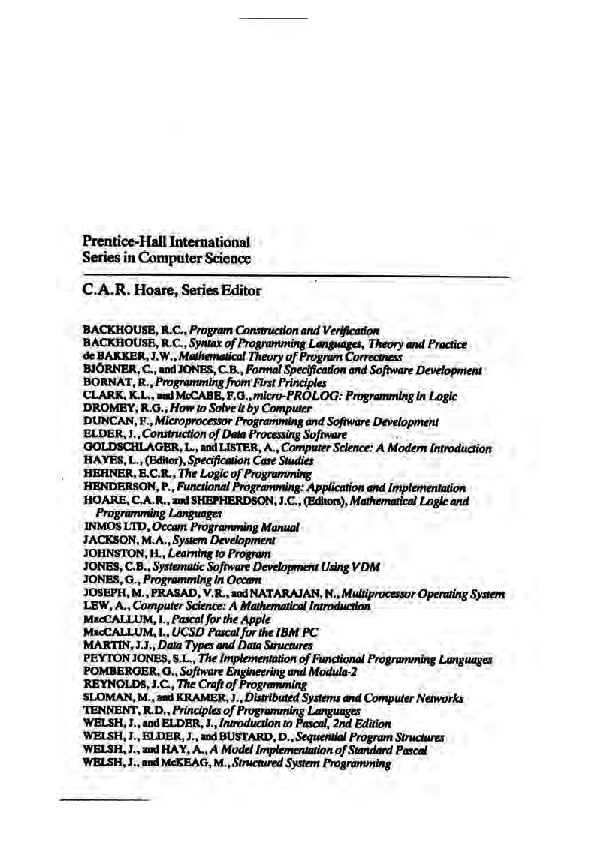 Prentice-Hall International
Series in Computer Science
C.A.R. Hoare, Series Editor
BACKHOUSE, R.C., Program Construction and Verification
BACKHOUSE, R.C., Syntax of Programming Languages, Theory and Practice
de BAKKER, J.W., Mathematical Theory of Program Correctness
BJÖRNER, C., and JONES, C.B., Formal Specification and Software Development
BORNAT, R., Programming from First Principles
CLARK, K.L., and McCABE, F.G., micro-PROLOG: Programming in Logic
DROMEY, R.G., How to Solve it by Computer
DUNCAN, F., Microprocessor Programming and Software Development
ELDER, J., Construction of Data Processing Software
GOLDSCHLAGER, L., and LISTER, A., Computer Science: A Modern Introduction
HAYES, I., (Editor), Specification Case Studies
HEHNER, E.C.R., The Logic of Programming
HENDERSON, P., Functional Programming: Application and Implementation
HOARE, C.A.R., and SHEPHERDSON, J.C., (Editors), Mathematical Logic and
Programming Languages
INMOS LTD, Occam Programming Manual
JACKSON, M.A., System Development
JOHNSTON, H., Learning to Program
JONES, C.B., Systematic Software Development Using VDM
JONES, G., Programming in Occam
JOSEPH, M., PRASAD, V.R., and NATARAJAN, N., Multiprocessor Operating System
LEW, A., Computer Science: A Mathematical Introduction
MacCALLUM, I., Pascal for the Apple
MacCALLUM, I., UCSD Pascal for the IBM PC
MARTIN, J.J., Data Types and Data Structures
PEYTON JONES, S.L., The Implementation of Functional Programming Languages
POMBERGER, G., Software Engineering and Modula-2
REYNOLDS, J.C., The Craft of Programming
SLOMAN, M., and KRAMER, J., Distributed Systems and Computer Networks
TENNENT, R.D., Principles of Programming Languages
WELSH, J., and ELDER, J., Introduction to Pascal, 2nd Edition
WELSH, J., ELDER, J., and BUSTARD, D., Sequential Program Structures
WELSH, J., and HAY, A., A Model Implementation of Standard Pascal
WELSH, J., and McKEAG, M., Structured System Programming